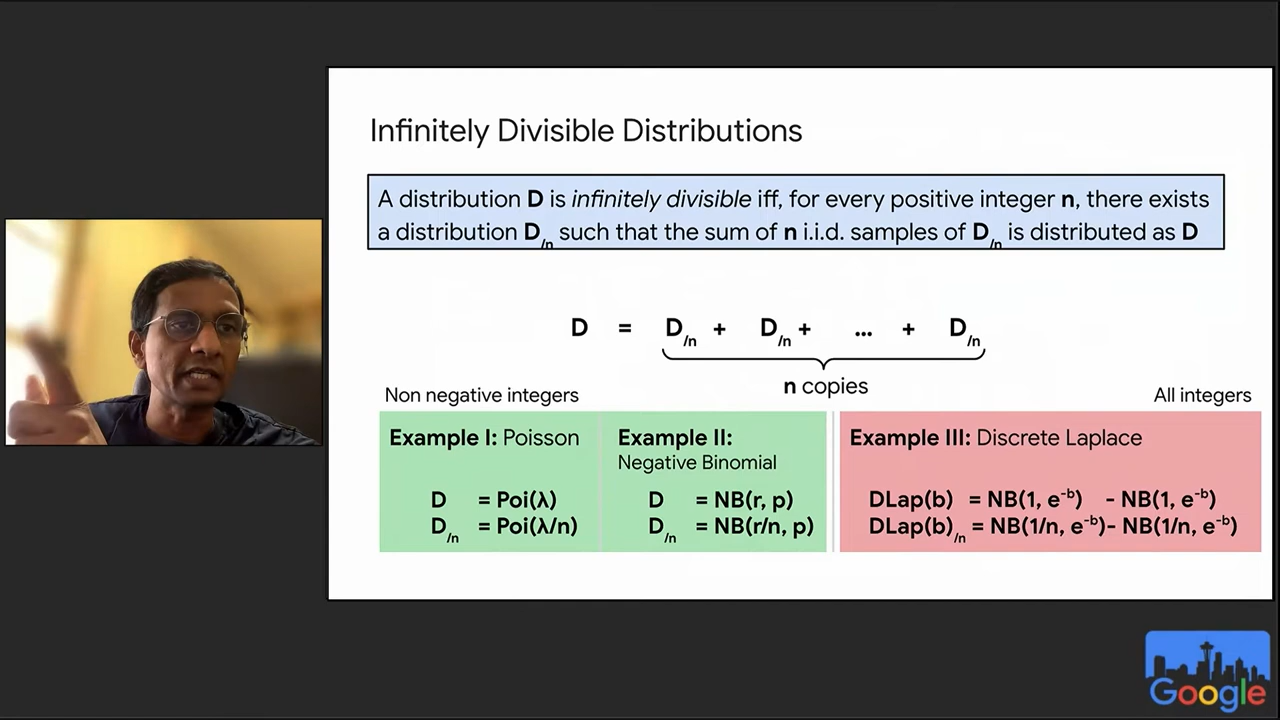 Infinitely Divisible Distributions
A distribution D is infinitely divisible iff, for every positive integer n, there exists
a distribution D/n such that the sum of n i.i.d. samples of D/n is distributed as D
D = D/n + D/n + ... + D/n
n copies
Non negative integers
All integers
Example I: Poisson
D = Poi(λ)
D/n = Poi(λ/n)
Example II:
Negative Binomial
D = NB(r, p)
D/n = NB(r/n, p)
Example III: Discrete Laplace
DLap(b) = NB(1, e⁻ᵇ) - NB(1, e⁻ᵇ)
DLap(b)/n = NB(1/n, e⁻ᵇ)- NB(1/n, e⁻ᵇ)
Google